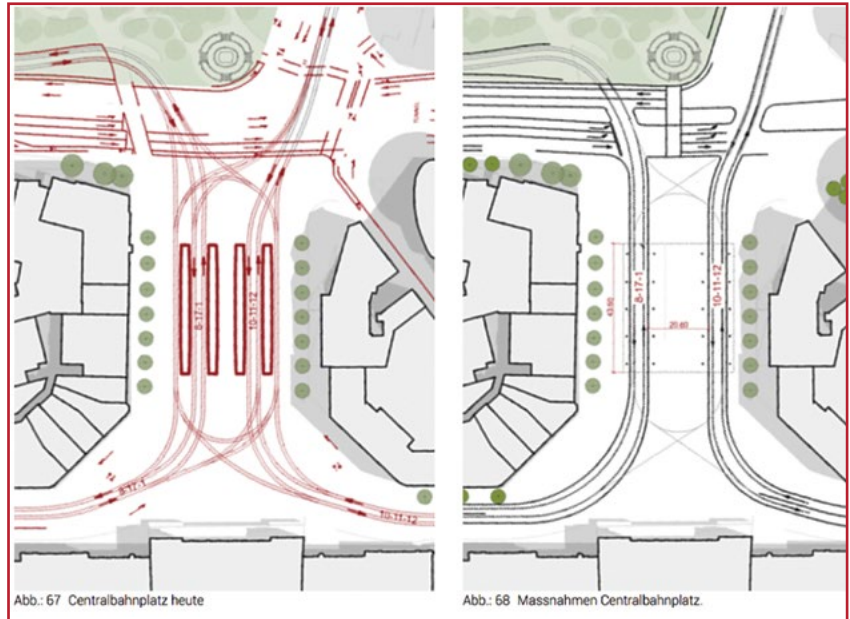 TUNNEL
8-17-1
10-11-12
8-17-1
10-11-12
Abb.: 67 Centralbahnplatz heute
8-17-1
10-11-12
43.60
20.60
Abb.: 68 Massnahmen Centralbahnplatz.